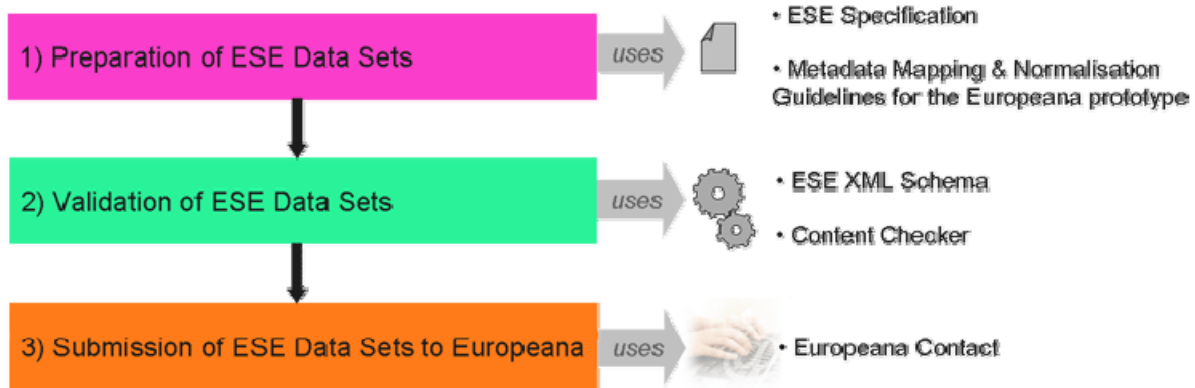 1) Preparation of ESE Data Sets
uses
• ESE Specification
• Metadada Mapping & Normalisation
Guidelines for the Europeana prototype
2) Validation of ESE Data Sets
uses
• ESE XML Schema
• Content Checker
3) Submission of ESE Data Sets to Europeana
uses
• Europeana Contact